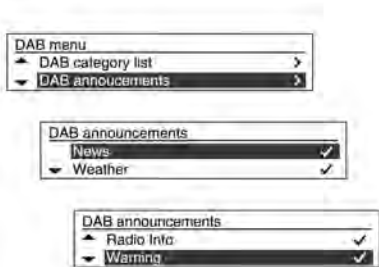 DAB menu
DAB category list
DAB annoucements
DAB announcements
News
Weather
DAB announcements
Radio Info
Warning